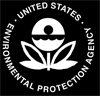 · UNITED STATES ·
ENVIRONMENTAL PROTECTION AGENCY